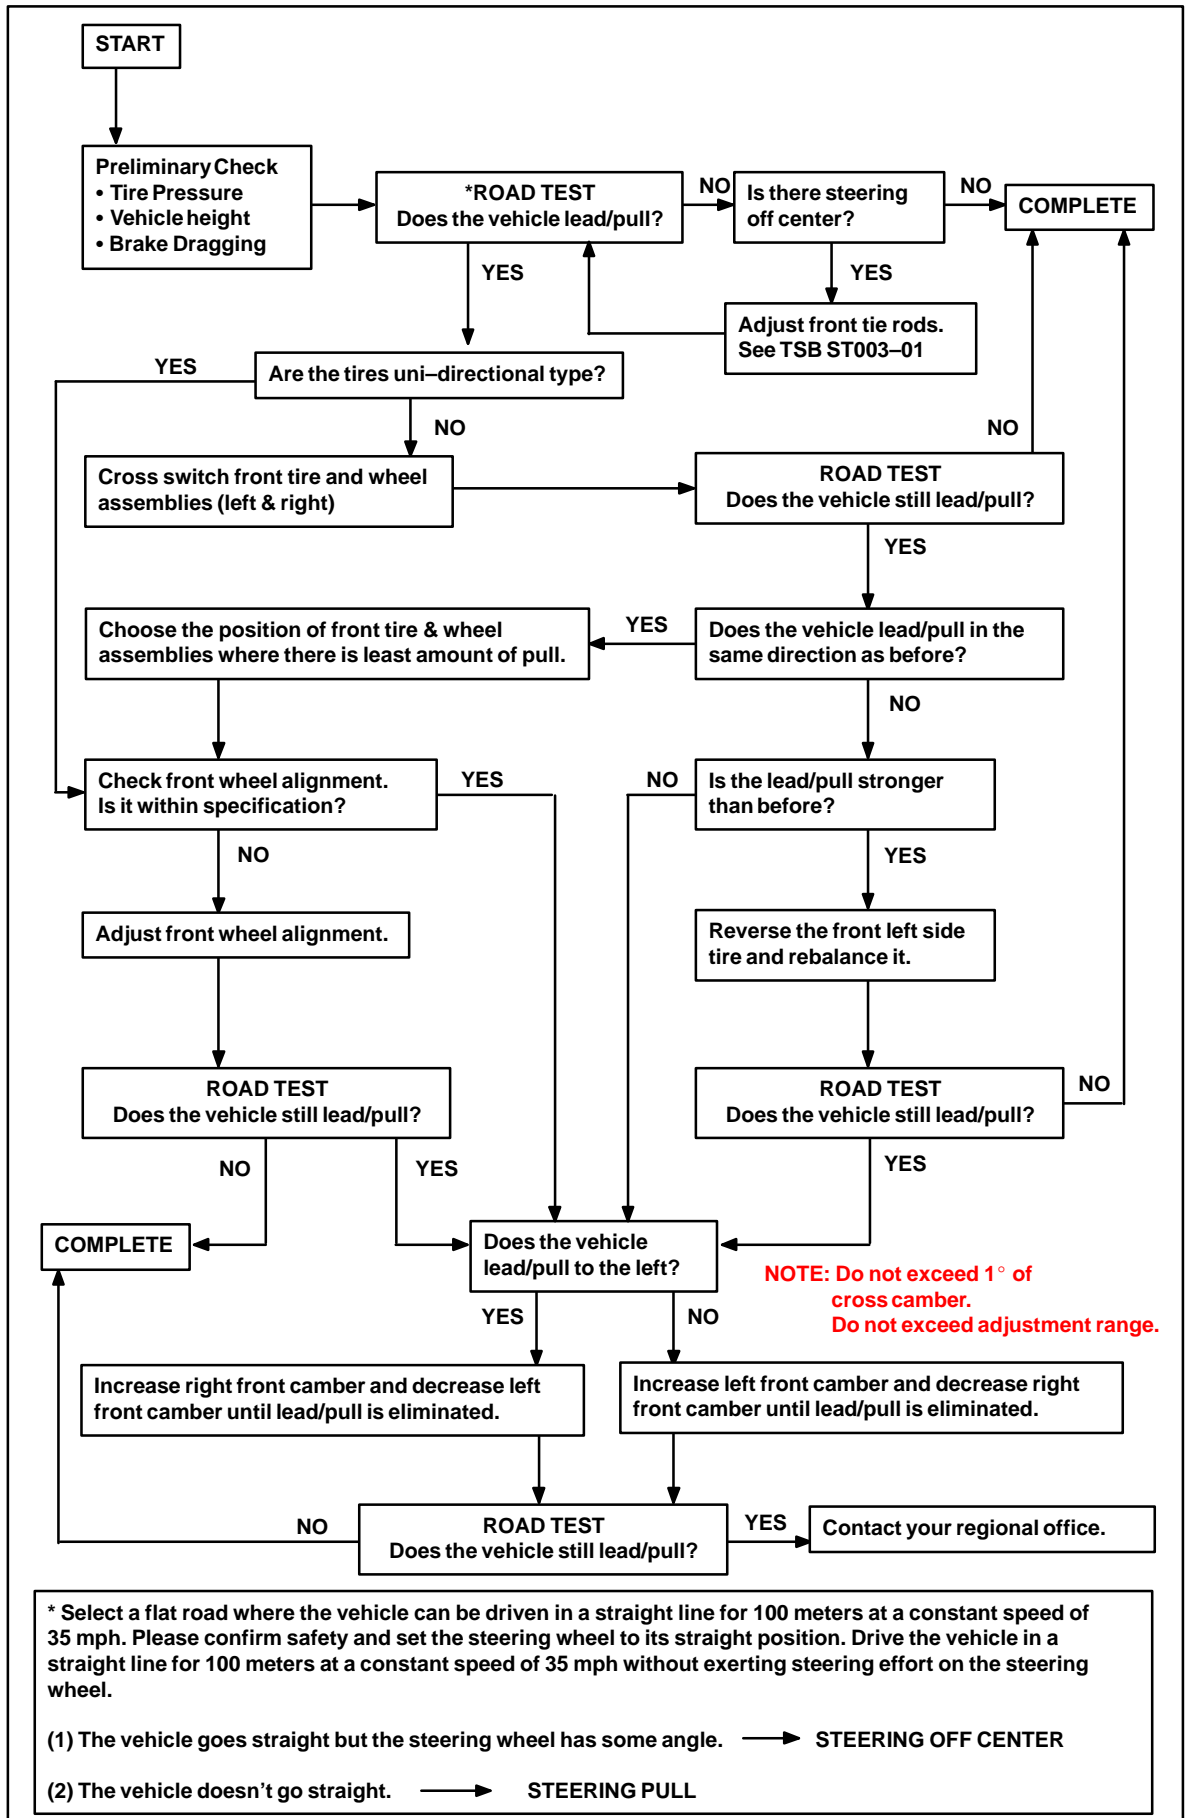 START
Preliminary Check
• Tire Pressure
• Vehicle height
• Brake Dragging
*ROAD TEST
Does the vehicle lead/pull?
NO
Is there steering
off center?
NO
COMPLETE
YES
YES
Adjust front tie rods.
See TSB ST003–01
YES
Are the tires uni–directional type?
NO
NO
Cross switch front tire and wheel
assemblies (left & right)
ROAD TEST
Does the vehicle still lead/pull?
YES
Choose the position of front tire & wheel
assemblies where there is least amount of pull.
YES
Does the vehicle lead/pull in the
same direction as before?
NO
Check front wheel alignment.
Is it within specification?
YES
NO
Is the lead/pull stronger
than before?
NO
YES
Adjust front wheel alignment.
Reverse the front left side
tire and rebalance it.
ROAD TEST
Does the vehicle still lead/pull?
ROAD TEST
Does the vehicle still lead/pull?
NO
NO
YES
YES
COMPLETE
Does the vehicle
lead/pull to the left?
NOTE: Do not exceed 1° of
cross camber.
Do not exceed adjustment range.
YES
NO
Increase right front camber and decrease left
front camber until lead/pull is eliminated.
Increase left front camber and decrease right
front camber until lead/pull is eliminated.
NO
ROAD TEST
Does the vehicle still lead/pull?
YES
Contact your regional office.
* Select a flat road where the vehicle can be driven in a straight line for 100 meters at a constant speed of
35 mph. Please confirm safety and set the steering wheel to its straight position. Drive the vehicle in a
straight line for 100 meters at a constant speed of 35 mph without exerting steering effort on the steering
wheel.
(1) The vehicle goes straight but the steering wheel has some angle. STEERING OFF CENTER
(2) The vehicle doesn't go straight. STEERING PULL